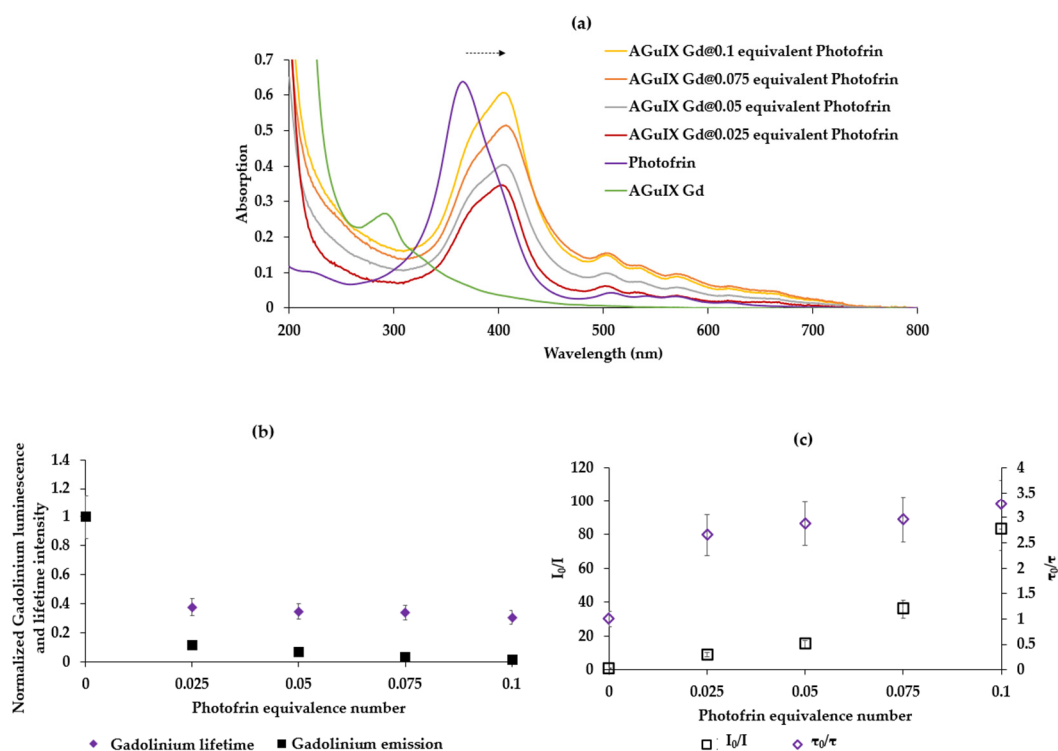 (a)
AGuIX Gd@0.1 equivalent Photofrin
AGuIX Gd@0.075 equivalent Photofrin
AGuIX Gd@0.05 equivalent Photofrin
AGuIX Gd@0.025 equivalent Photofrin
Photofrin
AGuIX Gd
Absorption
0.7
0.6
0.5
0.4
0.3
0.2
0.1
0
200 300 400 500 600 700 800
Wavelength (nm)
(b)
Normalized Gadolinium luminescence
and lifetime intensity
1.4
1.2
1
0.8
0.6
0.4
0.2
0
0 0.025 0.05 0.075 0.1
Photofrin equivalence number
Gadolinium lifetime Gadolinium emission
(c)
I₀/I
120
100
80
60
40
20
0
4
3.5
3
2.5
2
1.5
1
0.5
0
τ₀/τ
0 0.025 0.05 0.075 0.1
Photofrin equivalence number
I₀/I τ₀/τ